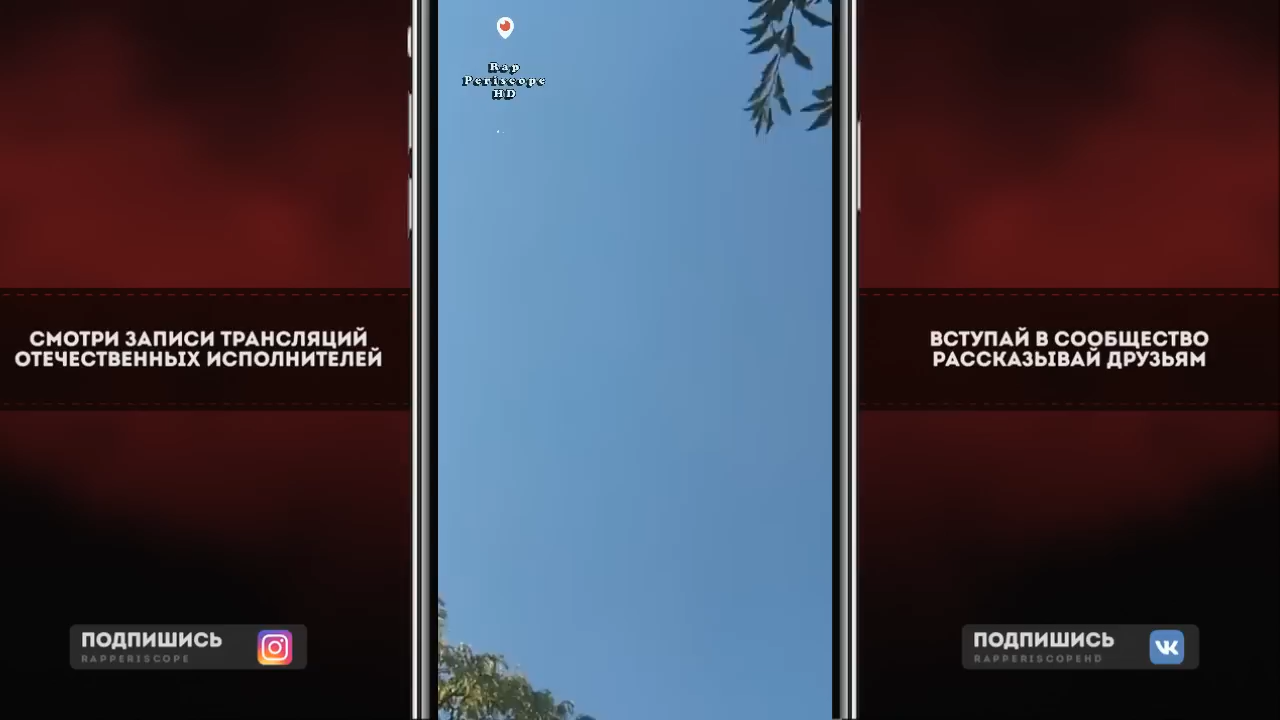 Rap
Periscope
HD
СМОТРИ ЗАПИСИ ТРАНСЛЯЦИЙ
ОТЕЧЕСТВЕННЫХ ИСПОЛНИТЕЛЕЙ
ВСТУПАЙ В СООБЩЕСТВО
РАССКАЗЫВАЙ ДРУЗЬЯМ
ПОДПИШИСЬ
RAPPERISCOPE
ПОДПИШИСЬ
RAPPERISCOPEHD